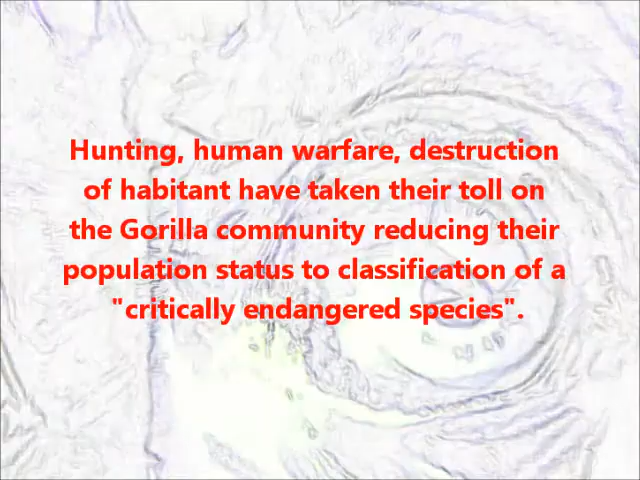 Hunting, human warfare, destruction
of habitant have taken their toll on
the Gorilla community reducing their
population status to classification of a
"critically endangered species".